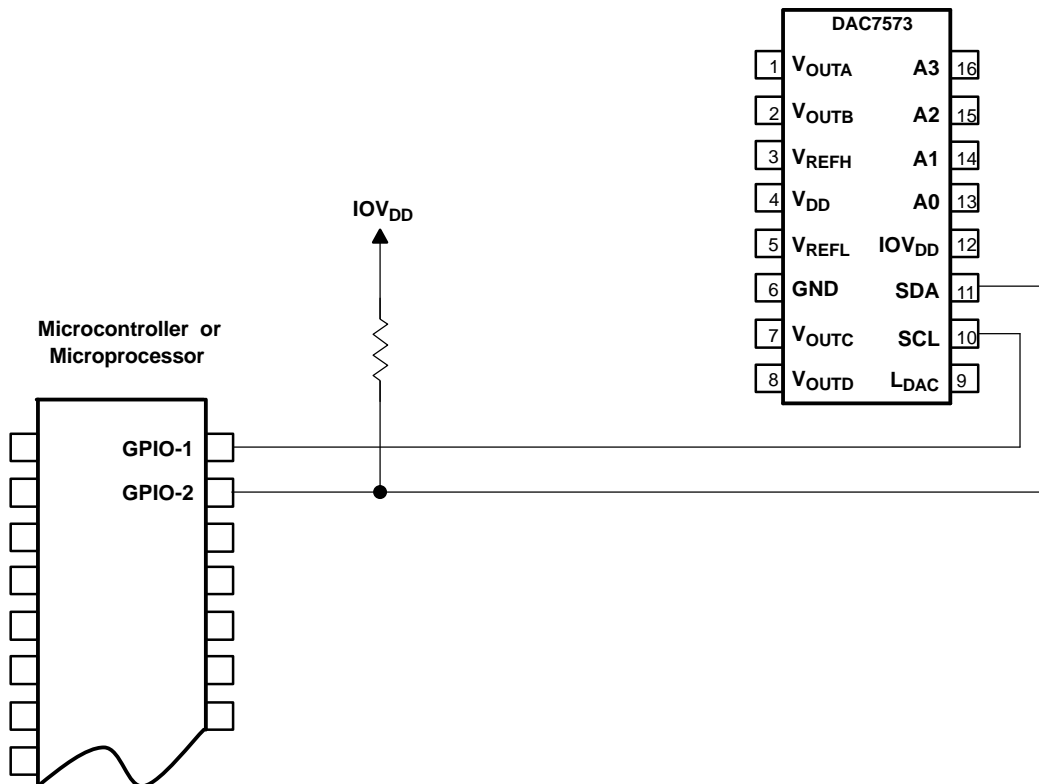 DAC7573
1 VOUTA A3 16
2 VOUTB A2 15
3 VREFH A1 14
4 VDD A0 13
5 VREFL IOVDD 12
6 GND SDA 11
7 VOUTC SCL 10
8 VOUTD LDAC 9
IOVDD
Microcontroller or
Microprocessor
GPIO-1
GPIO-2